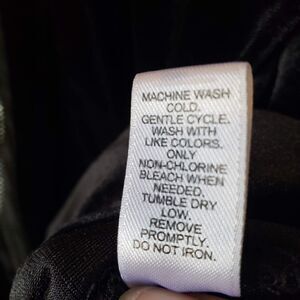 MACHINE WASH
COLD.
GENTLE CYCLE.
WASH WITH
LIKE COLORS.
ONLY
NON-CHLORINE
BLEACH WHEN
NEEDED.
TUMBLE DRY
LOW.
REMOVE
PROMPTLY.
DO NOT IRON.